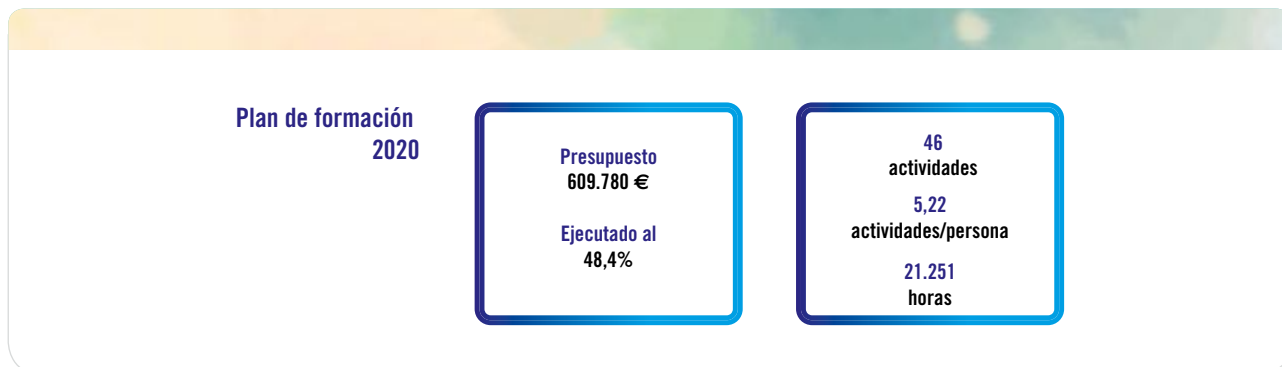 Plan de formación
2020
Presupuesto
609.780 €
Ejecutado al
48,4%
46
actividades
5,22
actividades/persona
21.251
horas